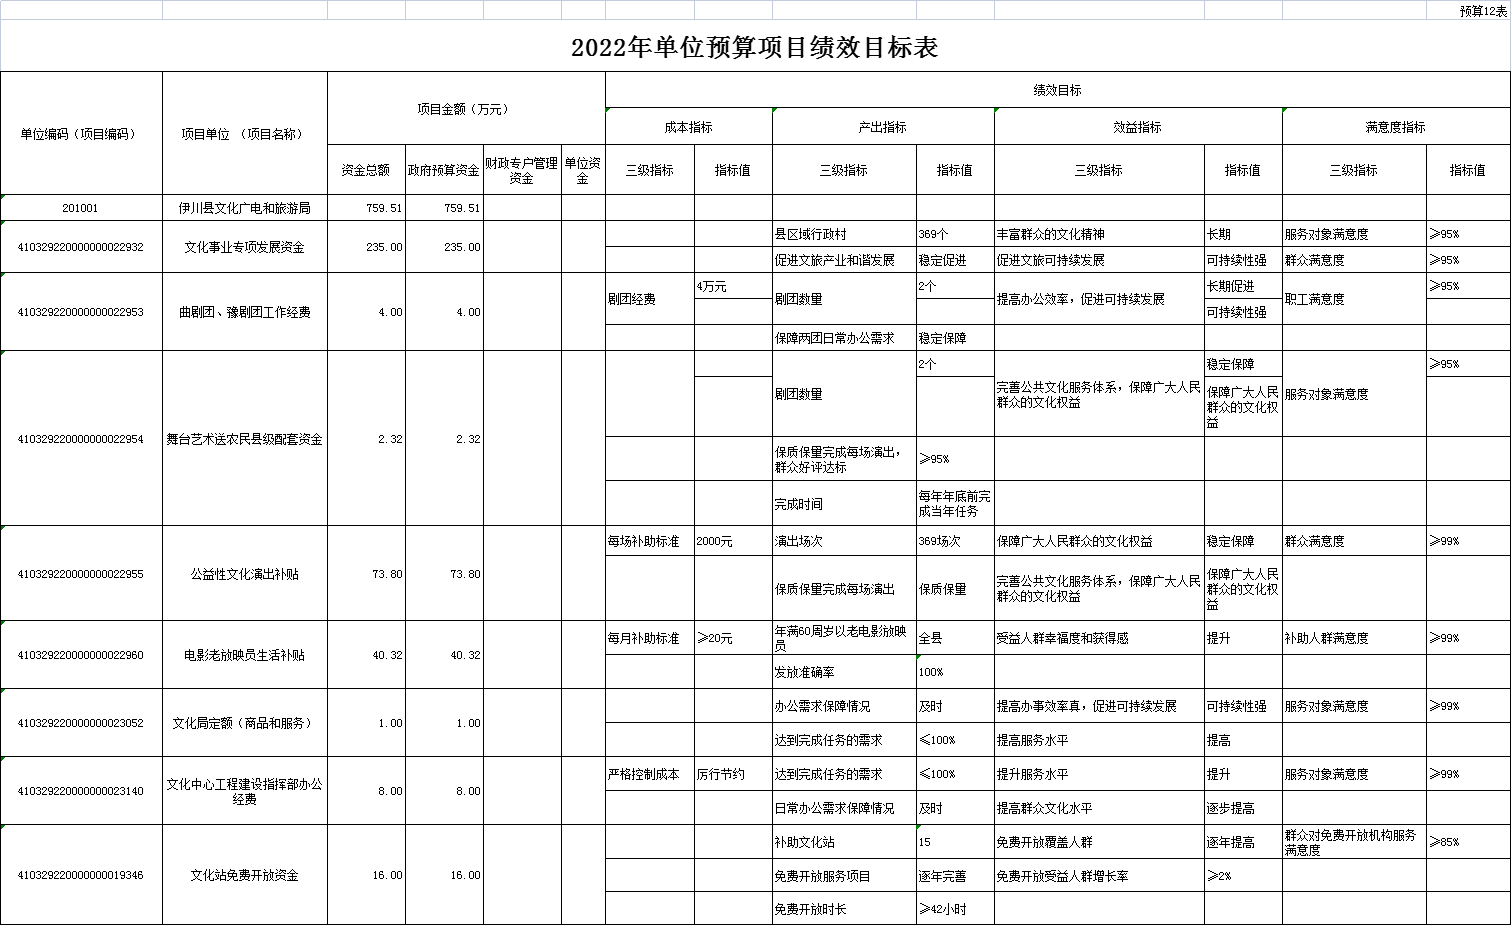 预算12表
2022年单位预算项目绩效目标表
单位编码（项目编码） 项目单位 （项目名称） 项目金额（万元） 绩效目标
成本指标 产出指标 效益指标 满意度指标
资金总额 政府预算资金 财政专户管理资金 单位资金 三级指标 指标值 三级指标 指标值 三级指标 指标值 三级指标 指标值
201001 伊川县文化广电和旅游局 759.51 759.51
410329220000000022932 文化事业专项发展资金 235.00 235.00 县区域行政村 369个 丰富群众的文化精神 长期 服务对象满意度 ≥95%
促进文旅产业和谐发展 稳定促进 促进文旅可持续发展 可持续性强 群众满意度 ≥95%
410329220000000022953 曲剧团、豫剧团工作经费 4.00 4.00 剧团经费 4万元 剧团数量 2个 提高办公效率，促进可持续发展 长期促进 职工满意度 ≥95%
可持续性强
保障两团日常办公需求 稳定保障
410329220000000022954 舞台艺术送农民县级配套资金 2.32 2.32 剧团数量 2个 完善公共文化服务体系，保障广大人民群众的文化权益 稳定保障 服务对象满意度 ≥95%
保障广大人民群众的文化权益
保质保量完成每场演出，群众好评达标 ≥95%
完成时间 每年年底前完成当年任务
410329220000000022955 公益性文化演出补贴 73.80 73.80 每场补助标准 2000元 演出场次 369场次 保障广大人民群众的文化权益 稳定保障 群众满意度 ≥99%
保质保量完成每场演出 保质保量 完善公共文化服务体系，保障广大人民群众的文化权益 保障广大人民群众的文化权益
410329220000000022960 电影老放映员生活补贴 40.32 40.32 每月补助标准 ≥20元 年满60周岁以老电影放映员 全县 受益人群幸福度和获得感 提升 补助人群满意度 ≥99%
发放准确率 100%
410329220000000023052 文化局定额（商品和服务） 1.00 1.00 办公需求保障情况 及时 提高办事效率真，促进可持续发展 可持续性强 服务对象满意度 ≥99%
达到完成任务的需求 ≤100% 提高服务水平 提高
410329220000000023140 文化中心工程建设指挥部办公经费 8.00 8.00 严格控制成本 厉行节约 达到完成任务的需求 ≤100% 提升服务水平 提升 服务对象满意度 ≥99%
日常办公需求保障情况 及时 提高群众文化水平 逐步提高
410329220000000019346 文化站免费开放资金 16.00 16.00 补助文化站 15 免费开放覆盖人群 逐年提高 群众对免费开放机构服务满意度 ≥85%
免费开放服务项目 逐年完善 免费开放受益人群增长率 ≥2%
免费开放时长 ≥42小时